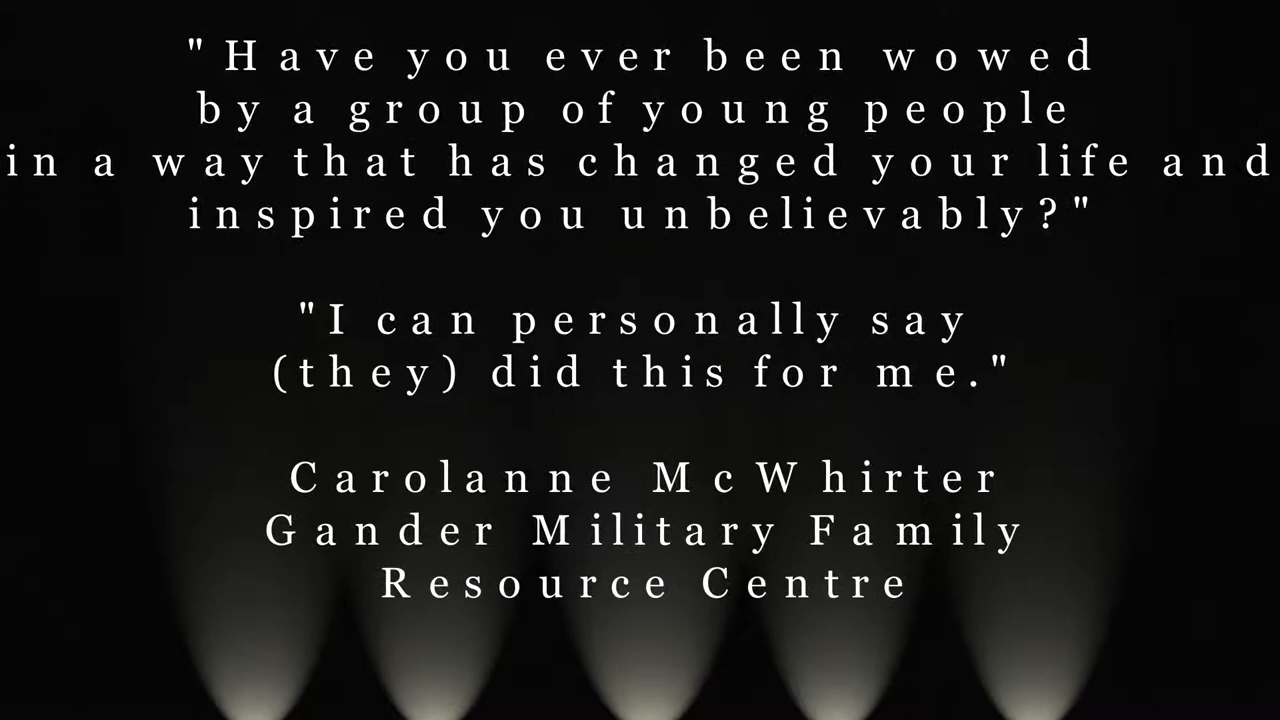 "Have you ever been wowed
by a group of young people
in a way that has changed your life and
inspired you unbelievably?"
"I can personally say
(they) did this for me."
Carolanne McWhirter
Gander Military Family
Resource Centre